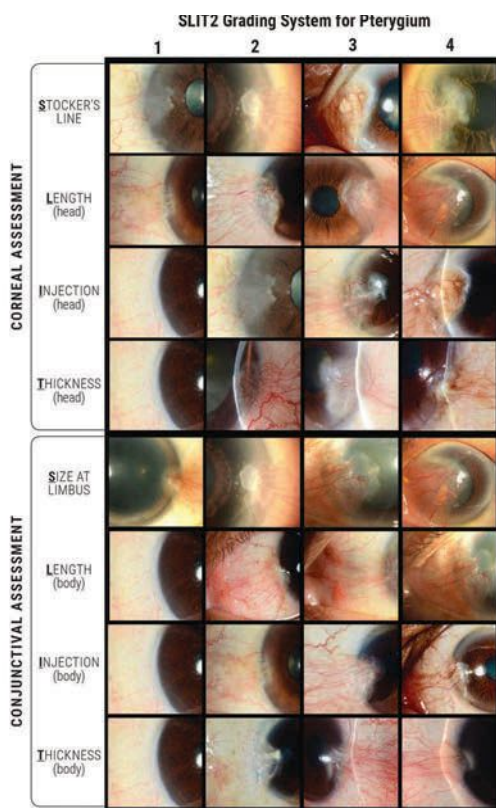 SLIT2 Grading System for Pterygium
1 2 3 4
CORNEAL ASSESSMENT
STOCKER'S
LINE
LENGTH
(head)
INJECTION
(head)
THICKNESS
(head)
CONJUNCTIVAL ASSESSMENT
SIZE AT
LIMBUS
LENGTH
(body)
INJECTION
(body)
THICKNESS
(body)